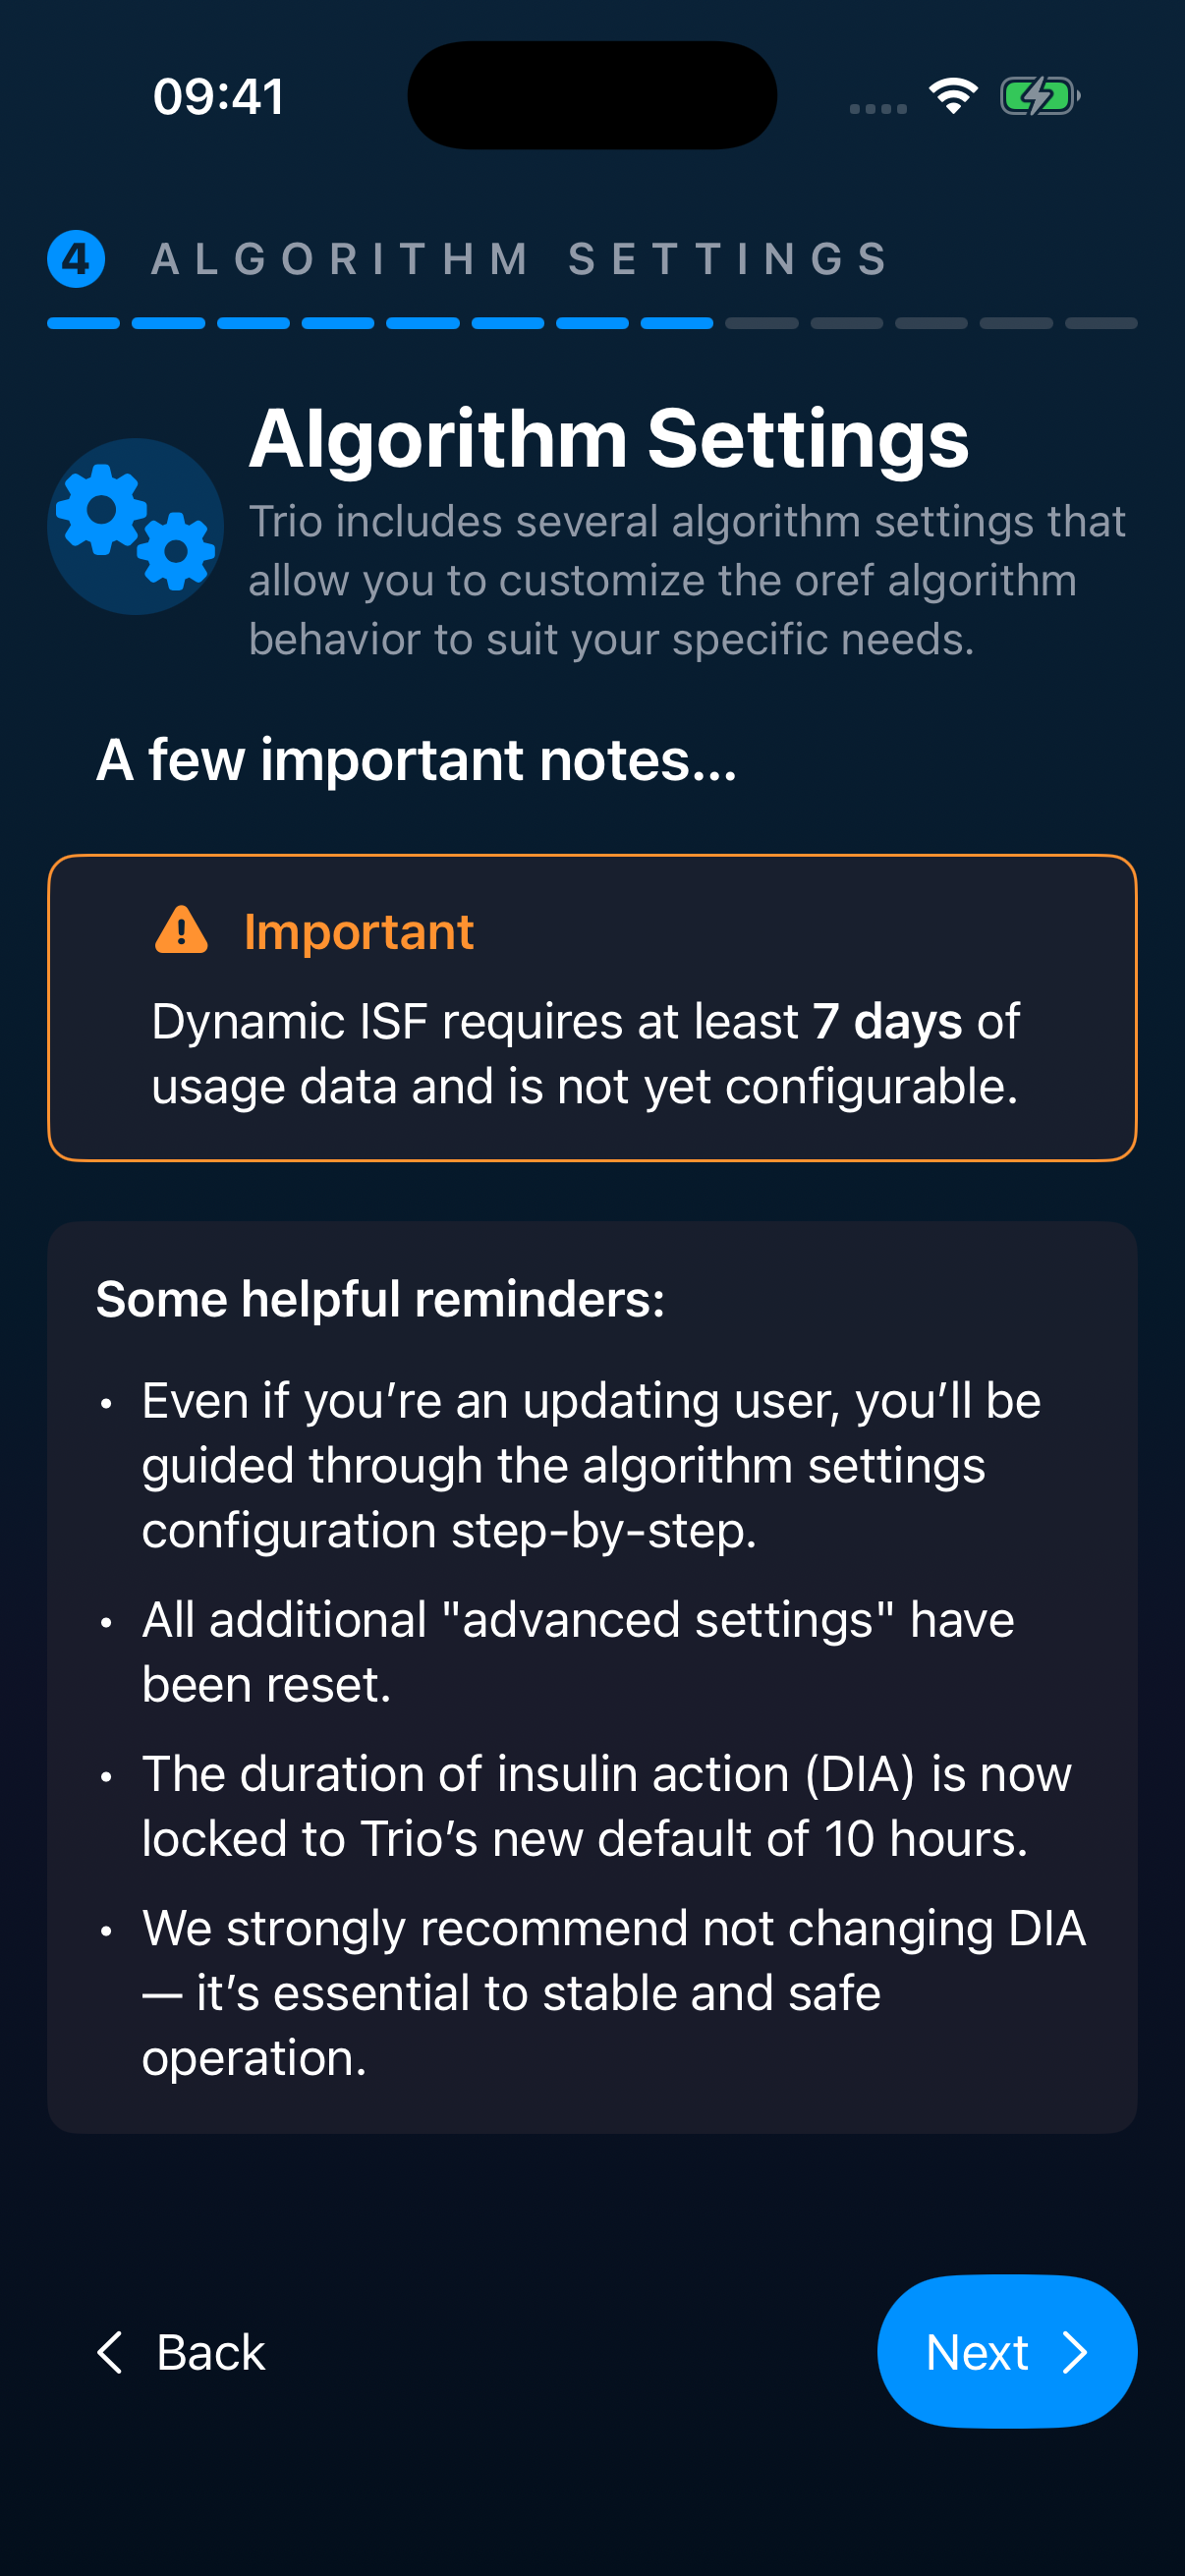 09:41
4 ALGORITHM SETTINGS
Algorithm Settings
Trio includes several algorithm settings that
allow you to customize the oref algorithm
behavior to suit your specific needs.
A few important notes...
Important
Dynamic ISF requires at least 7 days of
usage data and is not yet configurable.
Some helpful reminders:
• Even if you’re an updating user, you’ll be
guided through the algorithm settings
configuration step-by-step.
• All additional "advanced settings" have
been reset.
• The duration of insulin action (DIA) is now
locked to Trio’s new default of 10 hours.
• We strongly recommend not changing DIA
— it’s essential to stable and safe
operation.
Back
Next